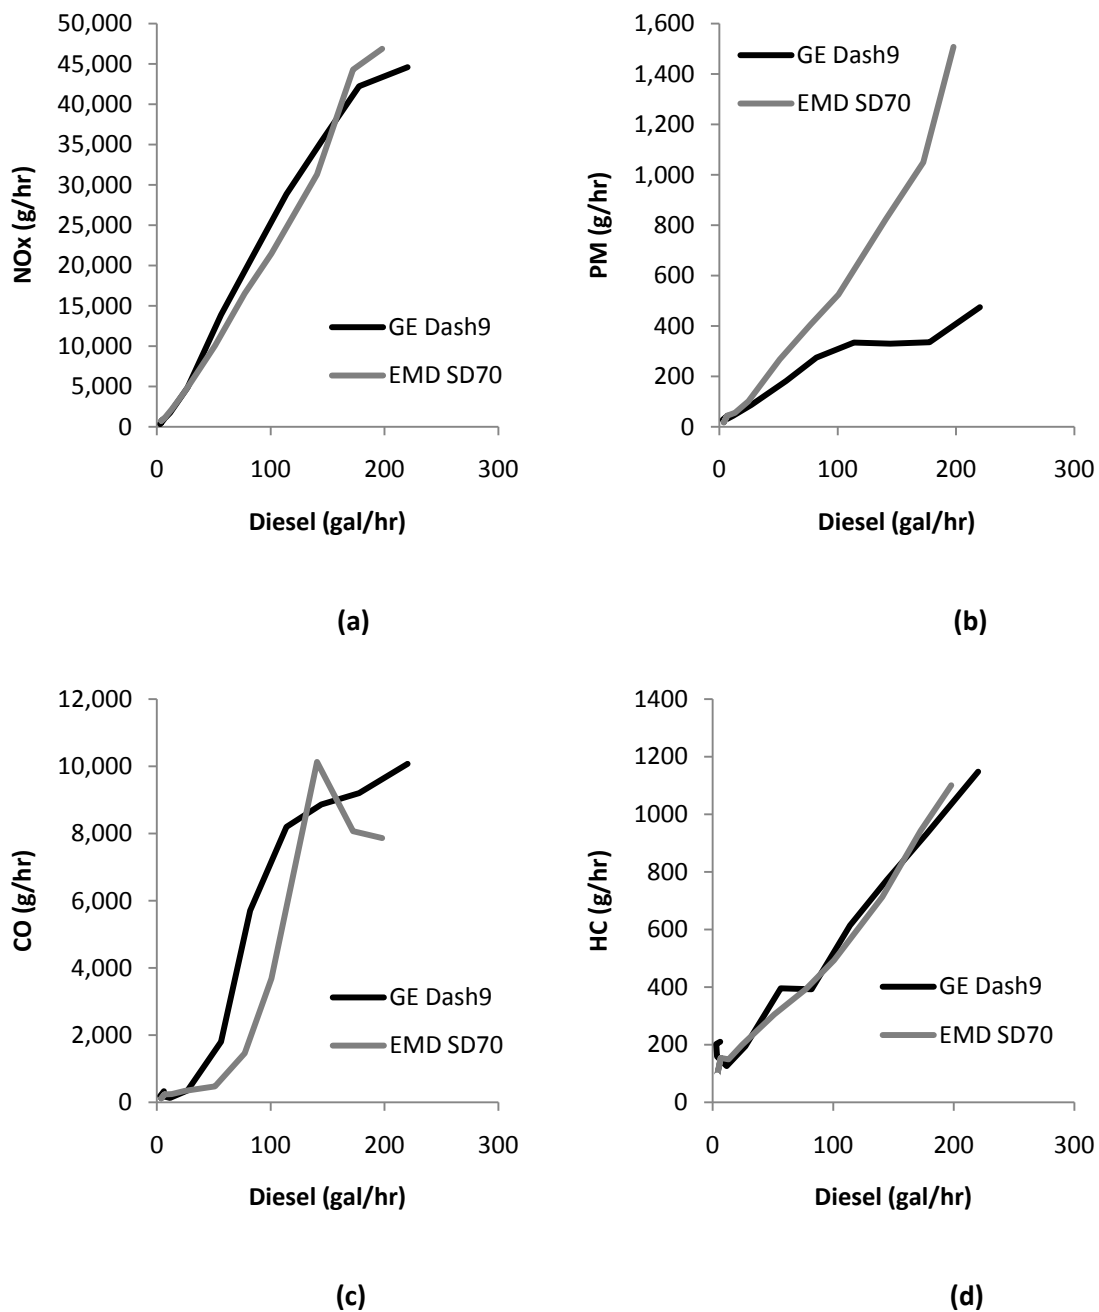 50,000
45,000
40,000
35,000
30,000
25,000
20,000
15,000
10,000
5,000
0
NOx (g/hr)
GE Dash9
EMD SD70
0 100 200 300
Diesel (gal/hr)
(a)
1,600
1,400
1,200
1,000
800
600
400
200
0
PM (g/hr)
GE Dash9
EMD SD70
0 100 200 300
Diesel (gal/hr)
(b)
12,000
10,000
8,000
6,000
4,000
2,000
0
CO (g/hr)
GE Dash9
EMD SD70
0 100 200 300
Diesel (gal/hr)
(c)
1400
1200
1000
800
600
400
200
0
HC (g/hr)
GE Dash9
EMD SD70
0 100 200 300
Diesel (gal/hr)
(d)